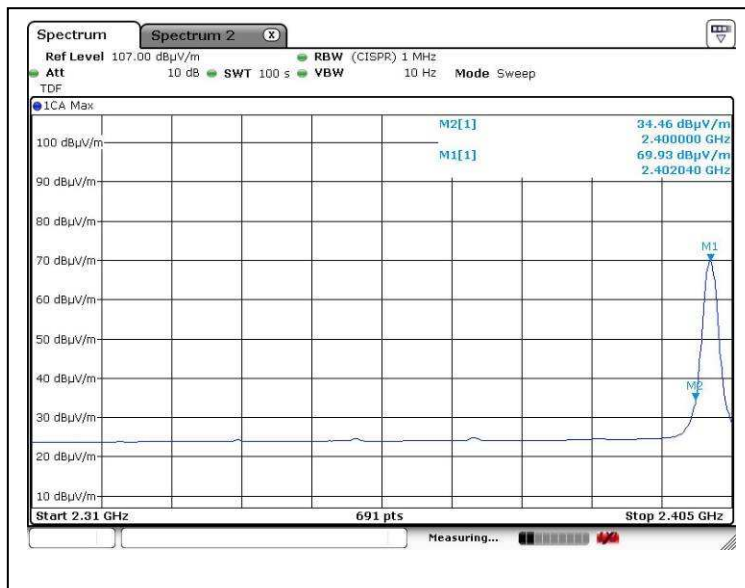 Spectrum Spectrum 2 X
Ref Level 107.00 dBµV/m RBW (CISPR) 1 MHz
Att 10 dB SWT 100 s VBW 10 Hz Mode Sweep
TDF
1CA Max
M2[1] 34.46 dBµV/m
2.400000 GHz
M1[1] 69.93 dBµV/m
2.402040 GHz
100 dBµV/m
90 dBµV/m
80 dBµV/m
M1
70 dBµV/m
60 dBµV/m
50 dBµV/m
40 dBµV/m
M2
30 dBµV/m
20 dBµV/m
10 dBµV/m
Start 2.31 GHz 691 pts Stop 2.405 GHz
Measuring...